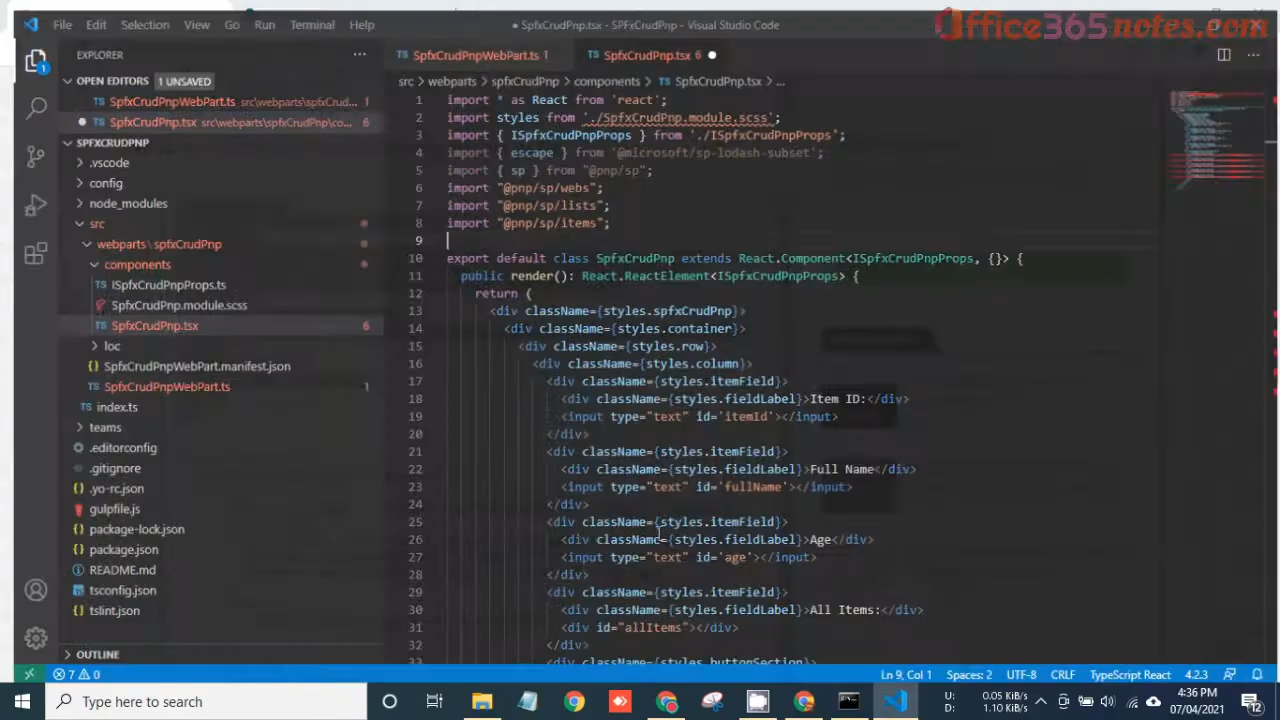 File Edit Selection View Go Run Terminal Help
SpfxCrudPnp.tsx - SPFxCrudPnp - Visual Studio Code
Office365notes.com
EXPLORER
OPEN EDITORS 1 UNSAVED
SpfxCrudPnpWebPart.ts src\webparts\spfxCrud... 1
SpfxCrudPnp.tsx src\webparts\spfxCrudPnp\co... 6
SPFXCRUDPNP
.vscode
config
node_modules
src
webparts \ spfxCrudPnp
components
ISpfxCrudPnpProps.ts
SpfxCrudPnp.module.scss
SpfxCrudPnp.tsx 6
loc
SpfxCrudPnpWebPart.manifest.json
SpfxCrudPnpWebPart.ts 1
index.ts
teams
.editorconfig
.gitignore
.yo-rc.json
gulpfile.js
package-lock.json
package.json
README.md
tsconfig.json
tslint.json
OUTLINE
TS SpfxCrudPnpWebPart.ts 1
TS SpfxCrudPnp.tsx 6
src > webparts > spfxCrudPnp > components > TS SpfxCrudPnp.tsx > ...
1 import * as React from 'react';
2 import styles from './SpfxCrudPnp.module.scss';
3 import { ISpfxCrudPnpProps } from './ISpfxCrudPnpProps';
4 import { escape } from '@microsoft/sp-lodash-subset';
5 import { sp } from "@pnp/sp";
6 import "@pnp/sp/webs";
7 import "@pnp/sp/lists";
8 import "@pnp/sp/items";
9
10 export default class SpfxCrudPnp extends React.Component<ISpfxCrudPnpProps, {}> {
11 public render(): React.ReactElement<ISpfxCrudPnpProps> {
12 return (
13 <div className={styles.spfxCrudPnp}>
14 <div className={styles.container}>
15 <div className={styles.row}>
16 <div className={styles.column}>
17 <div className={styles.itemField}>
18 <div className={styles.fieldLabel}>Item ID:</div>
19 <input type="text" id='itemId'></input>
20 </div>
21 <div className={styles.itemField}>
22 <div className={styles.fieldLabel}>Full Name</div>
23 <input type="text" id='fullName'></input>
24 </div>
25 <div className={styles.itemField}>
26 <div className={styles.fieldLabel}>Age</div>
27 <input type="text" id='age'></input>
28 </div>
29 <div className={styles.itemField}>
30 <div className={styles.fieldLabel}>All Items:</div>
31 <div id="allItems"></div>
32 </div>
33 <div className={styles.buttonSection}>
7 0
Ln 9, Col 1 Spaces: 2 UTF-8 CRLF TypeScript React 4.2.3
Type here to search
U: 0.05 KiB/s
D: 1.10 KiB/s
4:36 PM
07/04/2021
12